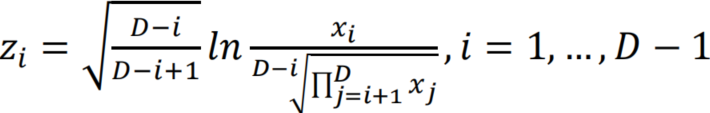 z_i = \sqrt{\frac{D-i}{D-i+1}} ln \frac{x_i}{\sqrt[D-i]{\prod_{j=i+1}^{D} x_j}}, i = 1, ..., D - 1